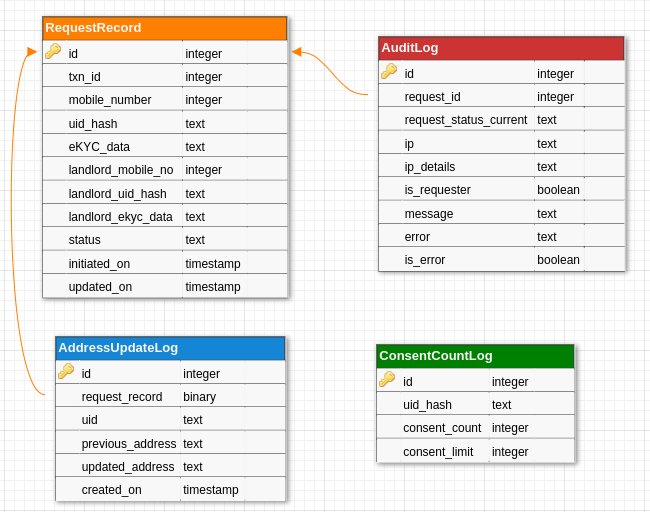 RequestRecord
id integer
txn_id integer
mobile_number integer
uid_hash text
eKYC_data text
landlord_mobile_no integer
landlord_uid_hash text
landlord_ekyc_data text
status text
initiated_on timestamp
updated_on timestamp
AuditLog
id integer
request_id integer
request_status_current text
ip text
ip_details text
is_requester boolean
message text
error text
is_error boolean
AddressUpdateLog
id integer
request_record binary
uid text
previous_address text
updated_address text
created_on timestamp
ConsentCountLog
id integer
uid_hash text
consent_count integer
consent_limit integer